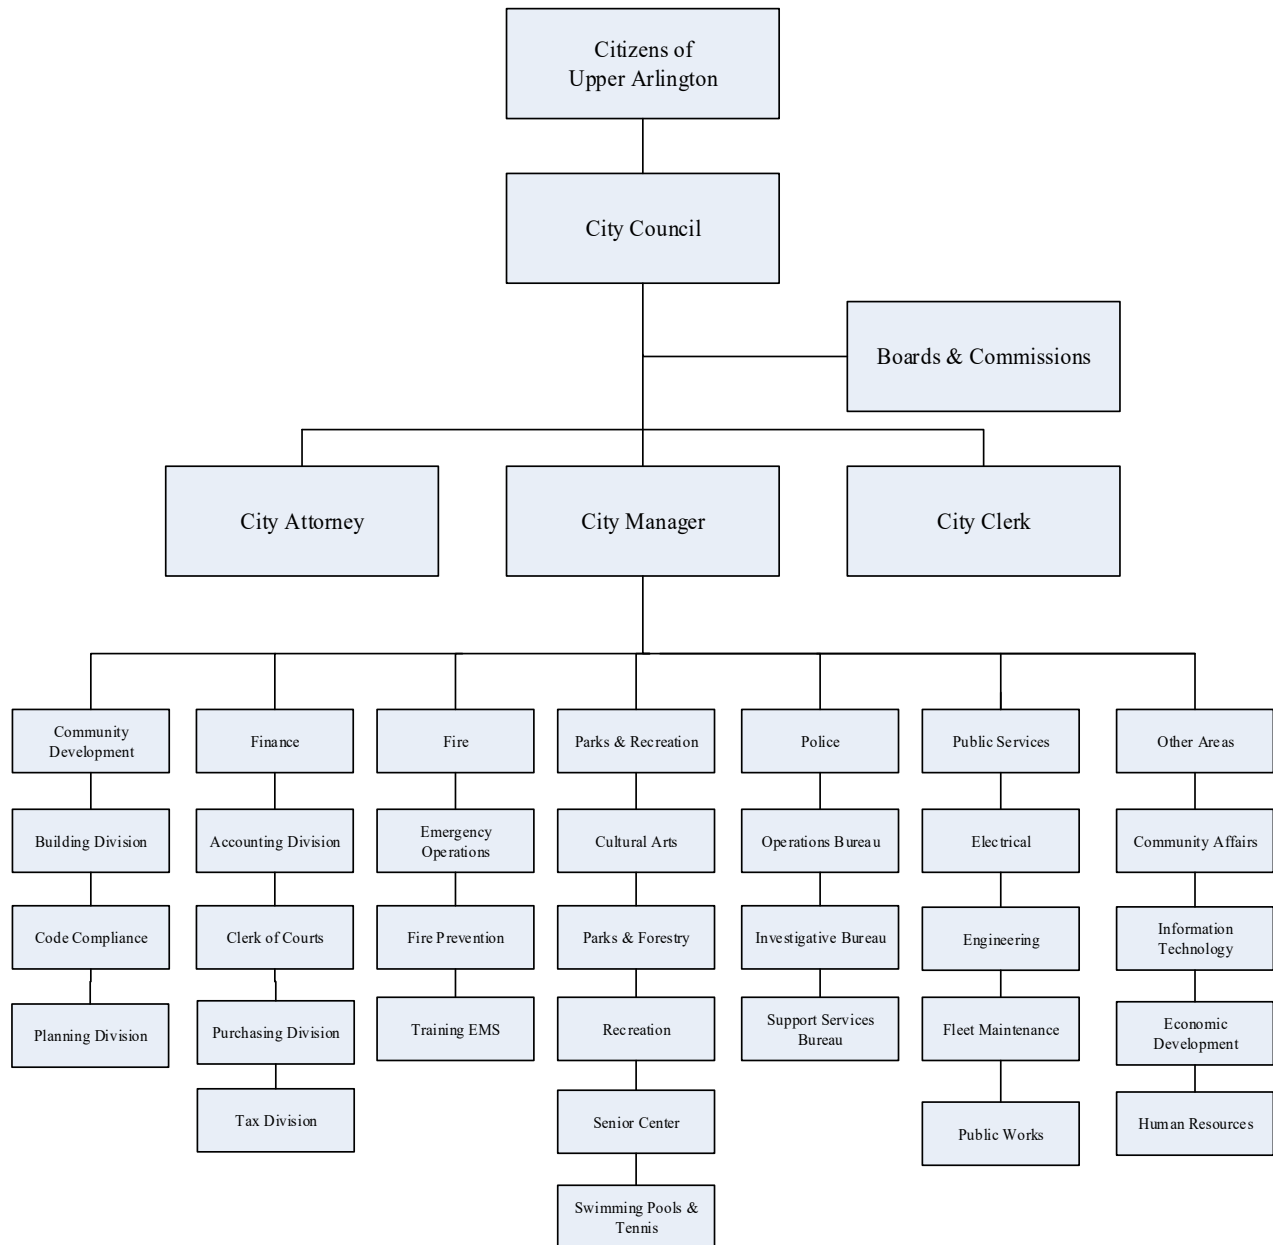 Citizens of
Upper Arlington
City Council
Boards & Commissions
City Attorney
City Manager
City Clerk
Community
Development
Finance
Fire
Parks & Recreation
Police
Public Services
Other Areas
Building Division
Accounting Division
Emergency
Operations
Cultural Arts
Operations Bureau
Electrical
Community Affairs
Code Compliance
Clerk of Courts
Fire Prevention
Parks & Forestry
Investigative Bureau
Engineering
Information
Technology
Planning Division
Purchasing Division
Training EMS
Recreation
Support Services
Bureau
Fleet Maintenance
Economic
Development
Tax Division
Senior Center
Public Works
Human Resources
Swimming Pools &
Tennis